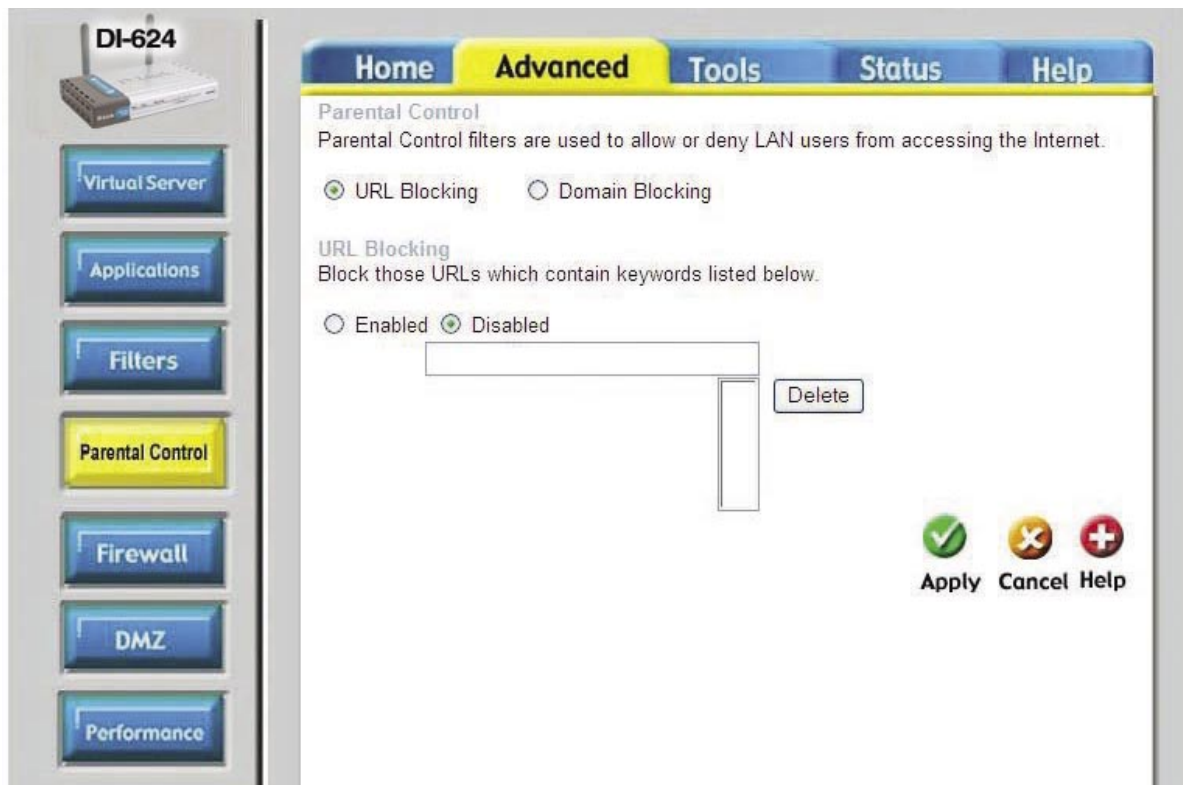 DI-624
Home Advanced Tools Status Help
Virtual Server
Applications
Filters
Parental Control
Firewall
DMZ
Performance
Parental Control
Parental Control filters are used to allow or deny LAN users from accessing the Internet.
URL Blocking Domain Blocking
URL Blocking
Block those URLs which contain keywords listed below.
Enabled Disabled
Delete
Apply Cancel Help